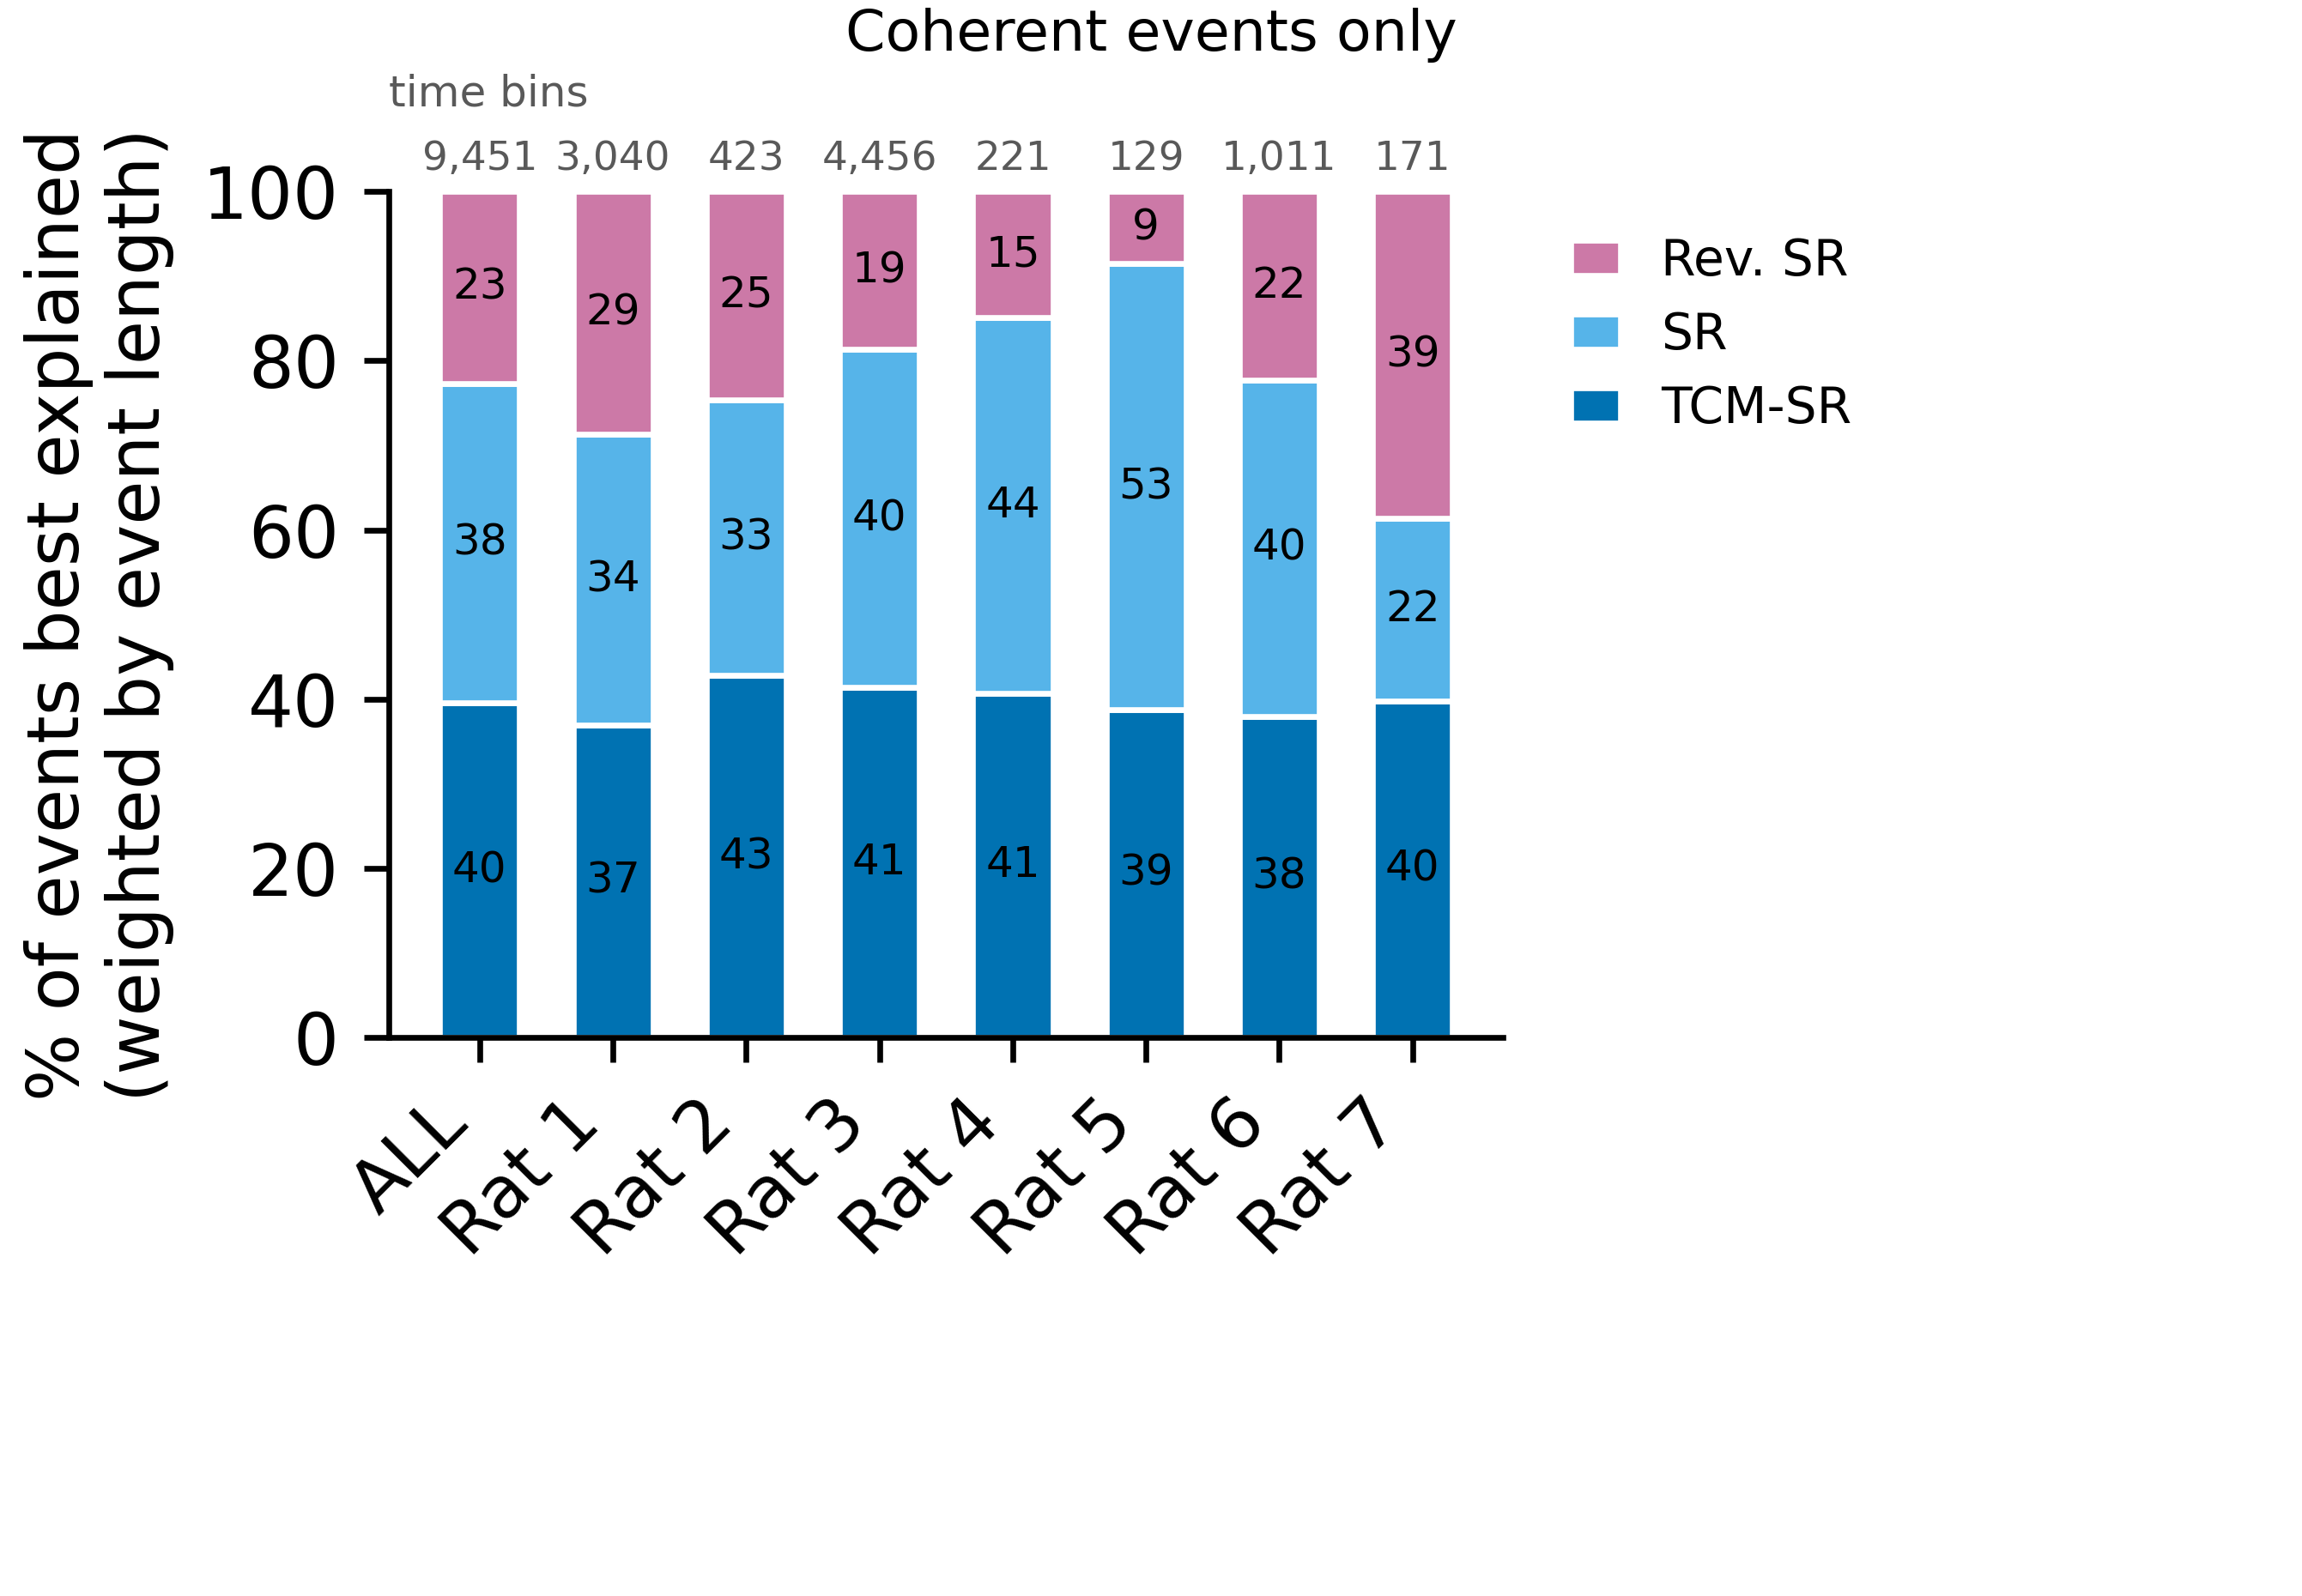 Coherent events only
time bins
9,451 3,040 423 4,456 221 129 1,011 171
% of events best explained
(weighted by event length)
100
80
60
40
20
0
23 29 25 19 15 9 22 39
38 34 33 40 44 53 40 22
40 37 43 41 41 39 38 40
ALL Rat 1 Rat 2 Rat 3 Rat 4 Rat 5 Rat 6 Rat 7
Rev. SR
SR
TCM-SR